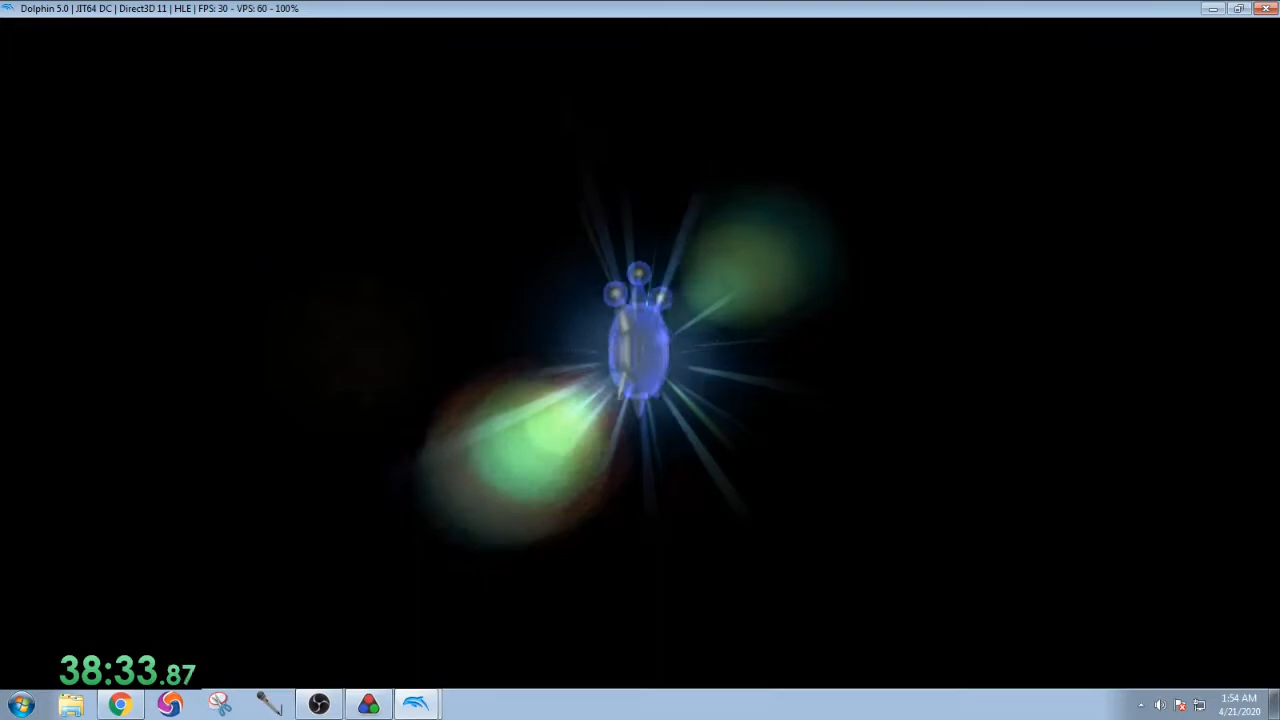 Dolphin 5.0 | JIT64 DC | Direct3D 11 | HLE | FPS: 30 - VPS: 60 - 100%
38:33.87
1:54 AM
4/21/2020